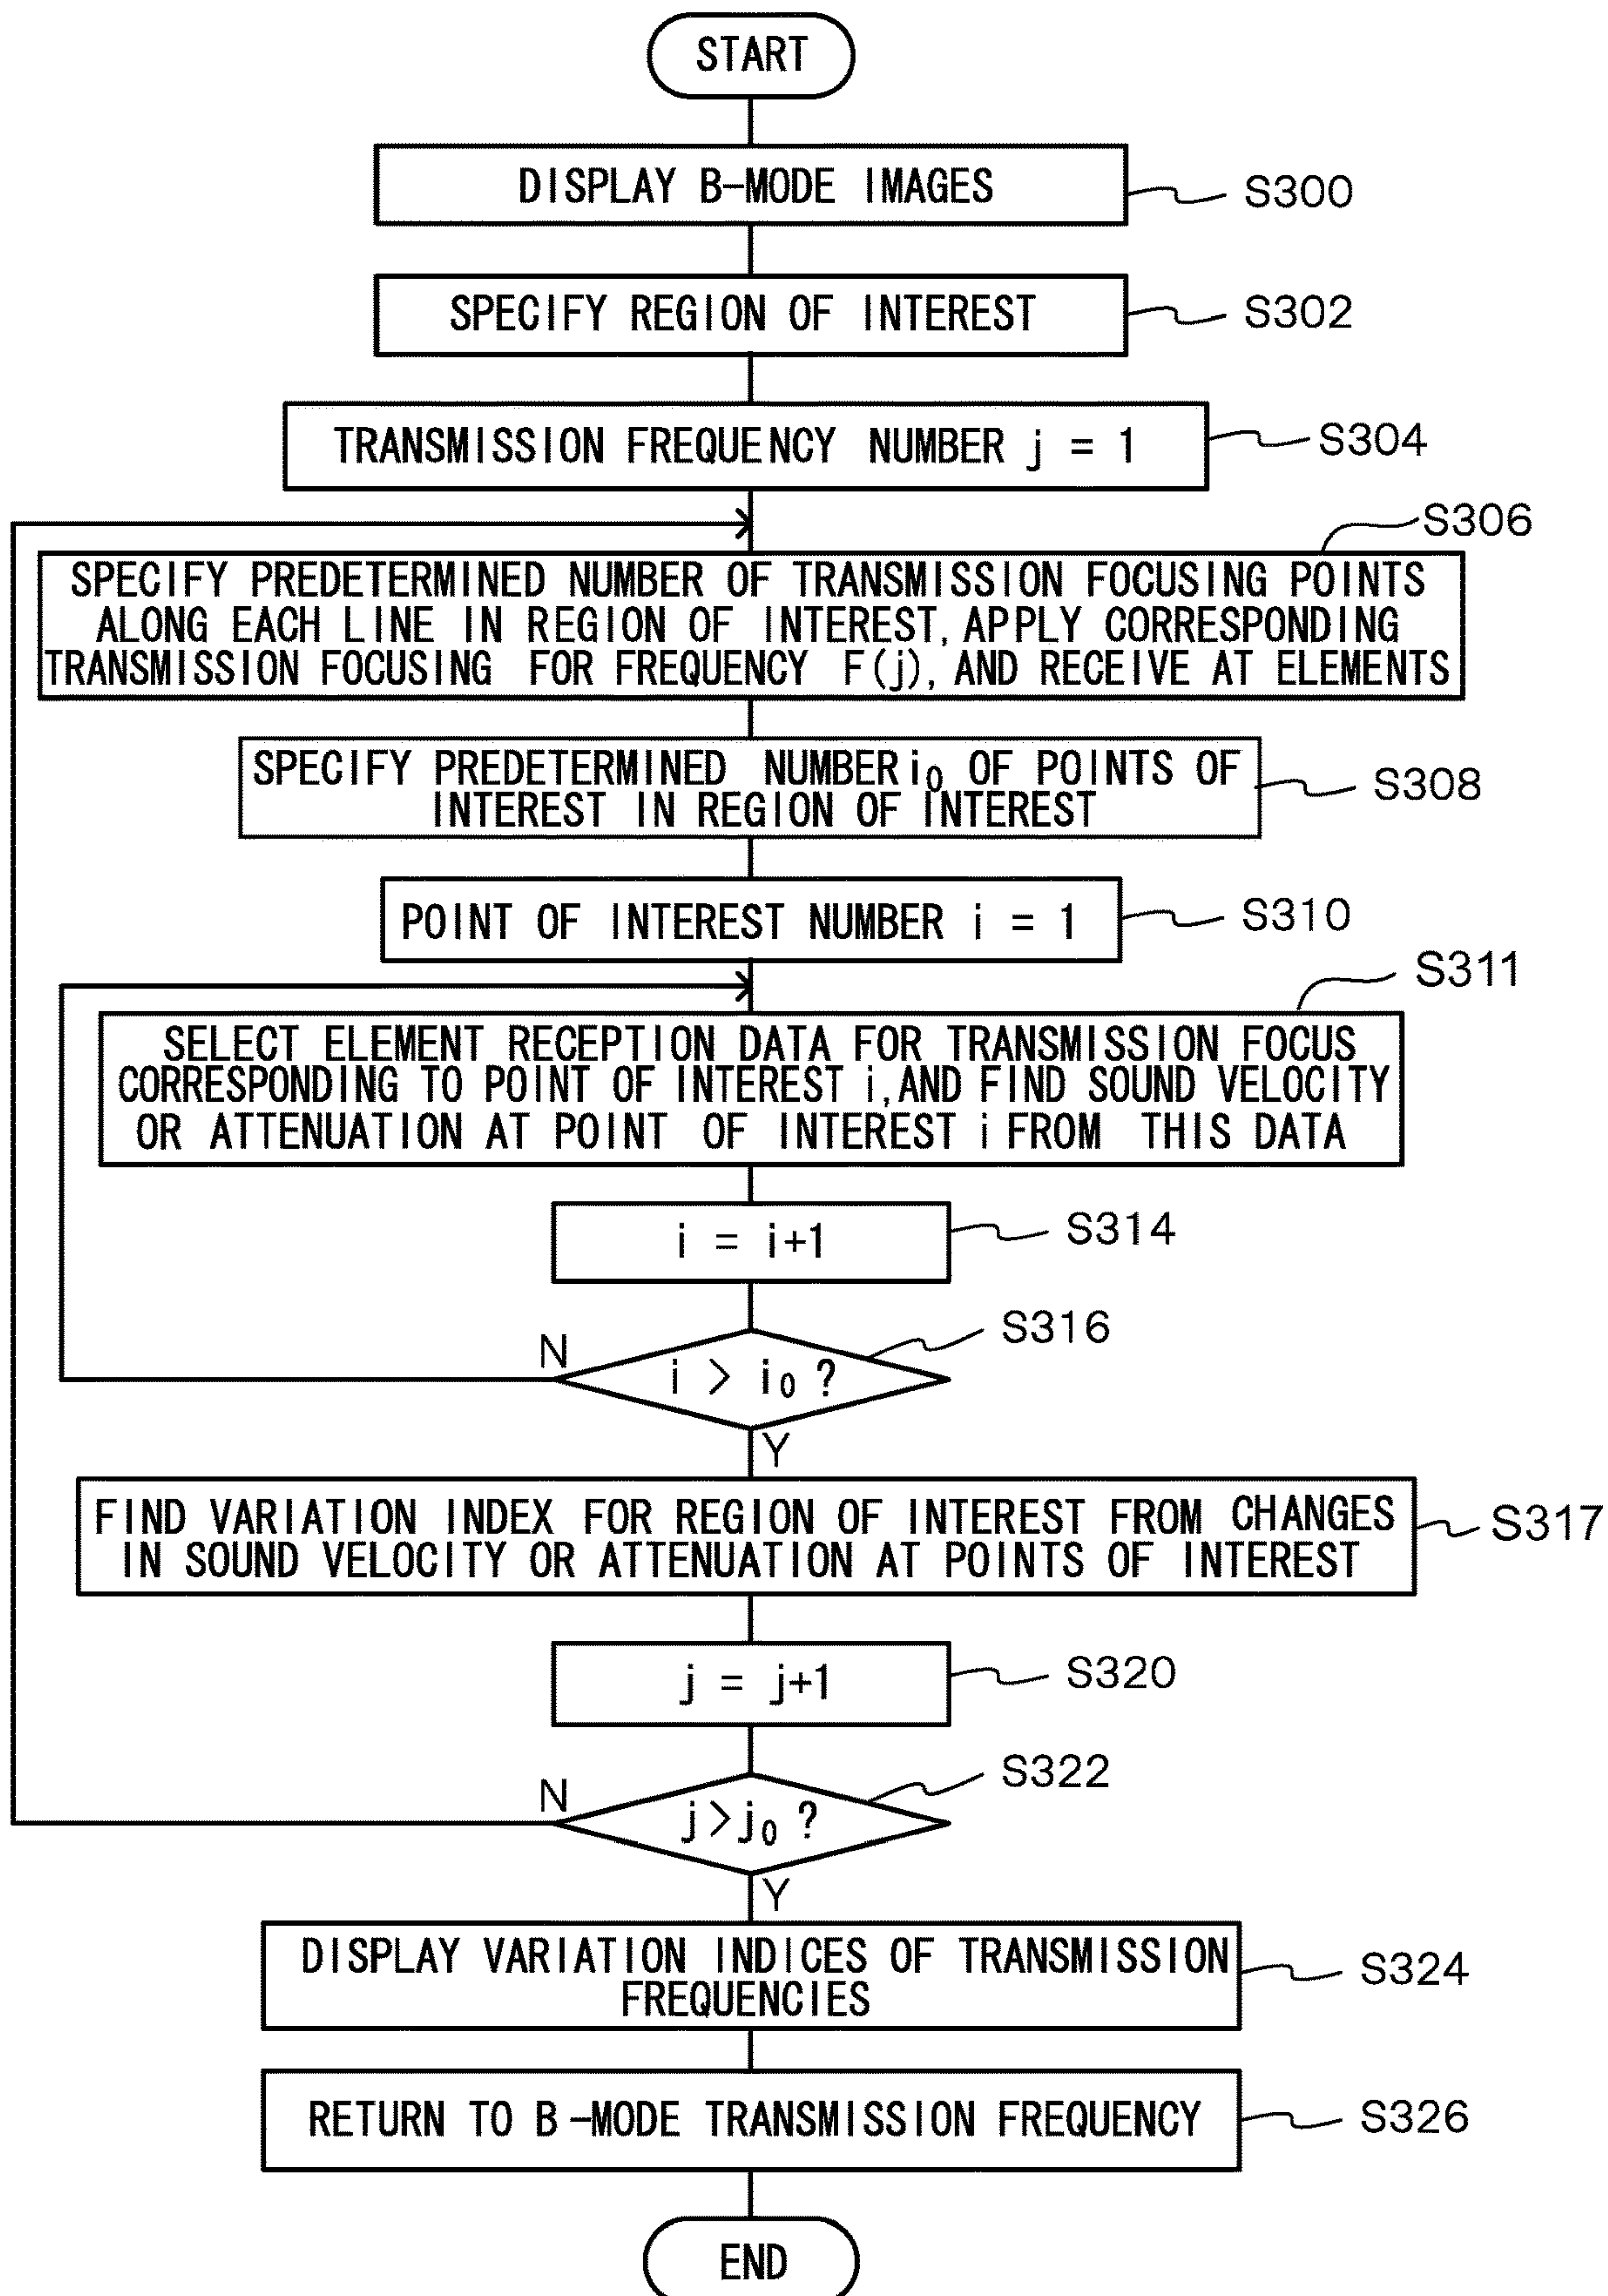 START
DISPLAY B-MODE IMAGES
S300
SPECIFY REGION OF INTEREST
S302
TRANSMISSION FREQUENCY NUMBER j = 1
S304
S306
SPECIFY PREDETERMINED NUMBER OF TRANSMISSION FOCUSING POINTS
ALONG EACH LINE IN REGION OF INTEREST, APPLY CORRESPONDING
TRANSMISSION FOCUSING FOR FREQUENCY F(j), AND RECEIVE AT ELEMENTS
SPECIFY PREDETERMINED NUMBER i₀ OF POINTS OF
INTEREST IN REGION OF INTEREST
S308
POINT OF INTEREST NUMBER i = 1
S310
S311
SELECT ELEMENT RECEPTION DATA FOR TRANSMISSION FOCUS
CORRESPONDING TO POINT OF INTEREST i, AND FIND SOUND VELOCITY
OR ATTENUATION AT POINT OF INTEREST i FROM THIS DATA
i = i+1
S314
S316
N
i > i₀ ?
Y
FIND VARIATION INDEX FOR REGION OF INTEREST FROM CHANGES
IN SOUND VELOCITY OR ATTENUATION AT POINTS OF INTEREST
S317
j = j+1
S320
S322
N
j > j₀ ?
Y
DISPLAY VARIATION INDICES OF TRANSMISSION
FREQUENCIES
S324
RETURN TO B-MODE TRANSMISSION FREQUENCY
S326
END